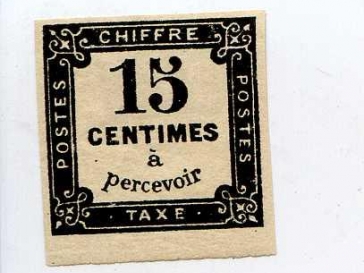 CHIFFRE
POSTES
15
CENTIMES
à
percevoir
POSTES
TAXE